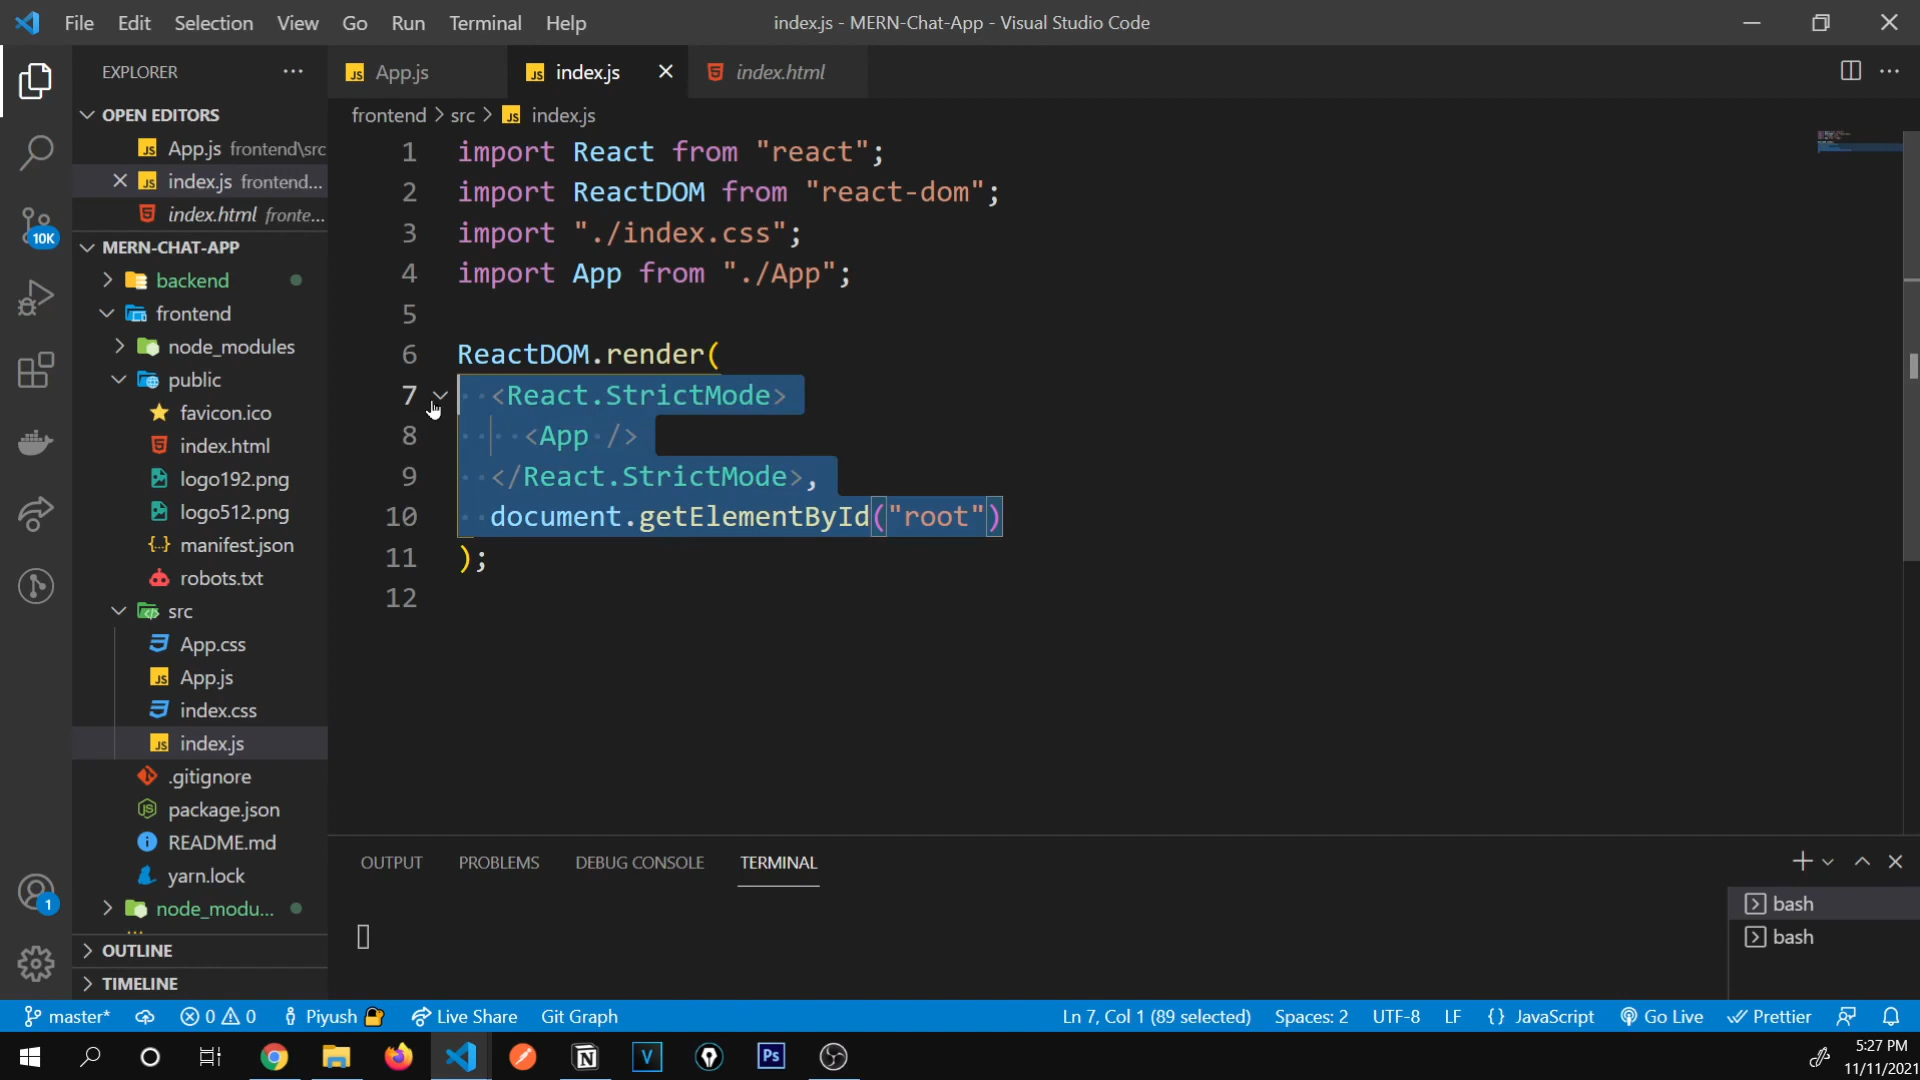 File Edit Selection View Go Run Terminal Help
index.js - MERN-Chat-App - Visual Studio Code
EXPLORER
App.js
index.js
index.html
OPEN EDITORS
App.js frontend\src
index.js frontend...
index.html fronte...
MERN-CHAT-APP
backend
frontend
node_modules
public
favicon.ico
index.html
logo192.png
logo512.png
manifest.json
robots.txt
src
App.css
App.js
index.css
index.js
.gitignore
package.json
README.md
yarn.lock
node_modu...
OUTLINE
TIMELINE
10K
1
frontend > src > index.js
1 import React from "react";
2 import ReactDOM from "react-dom";
3 import "./index.css";
4 import App from "./App";
5
6 ReactDOM.render(
7 <React.StrictMode>
8 <App />
9 </React.StrictMode>,
10 document.getElementById("root")
11 );
12
OUTPUT PROBLEMS DEBUG CONSOLE TERMINAL
bash
bash
master* 0 0 Piyush Live Share Git Graph
Ln 7, Col 1 (89 selected) Spaces: 2 UTF-8 LF {} JavaScript Go Live Prettier
5:27 PM
11/11/2021